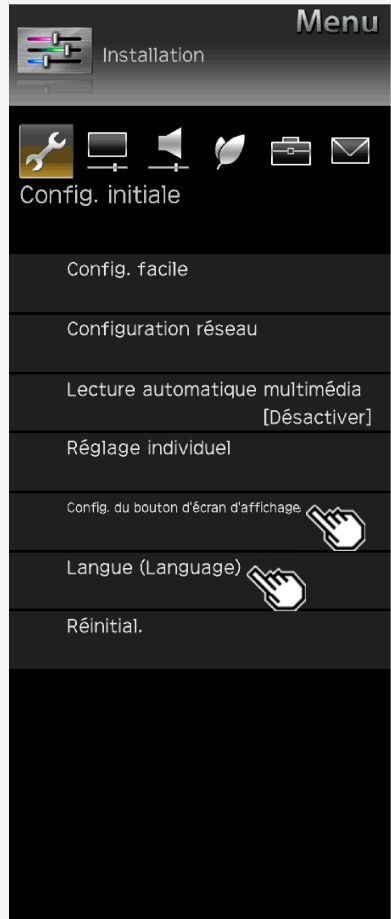 Menu
Installation
Config. initiale
Config. facile
Configuration réseau
Lecture automatique multimédia
[Désactiver]
Réglage individuel
Config. du bouton d'écran d'affichage
Langue (Language)
Réinitial.